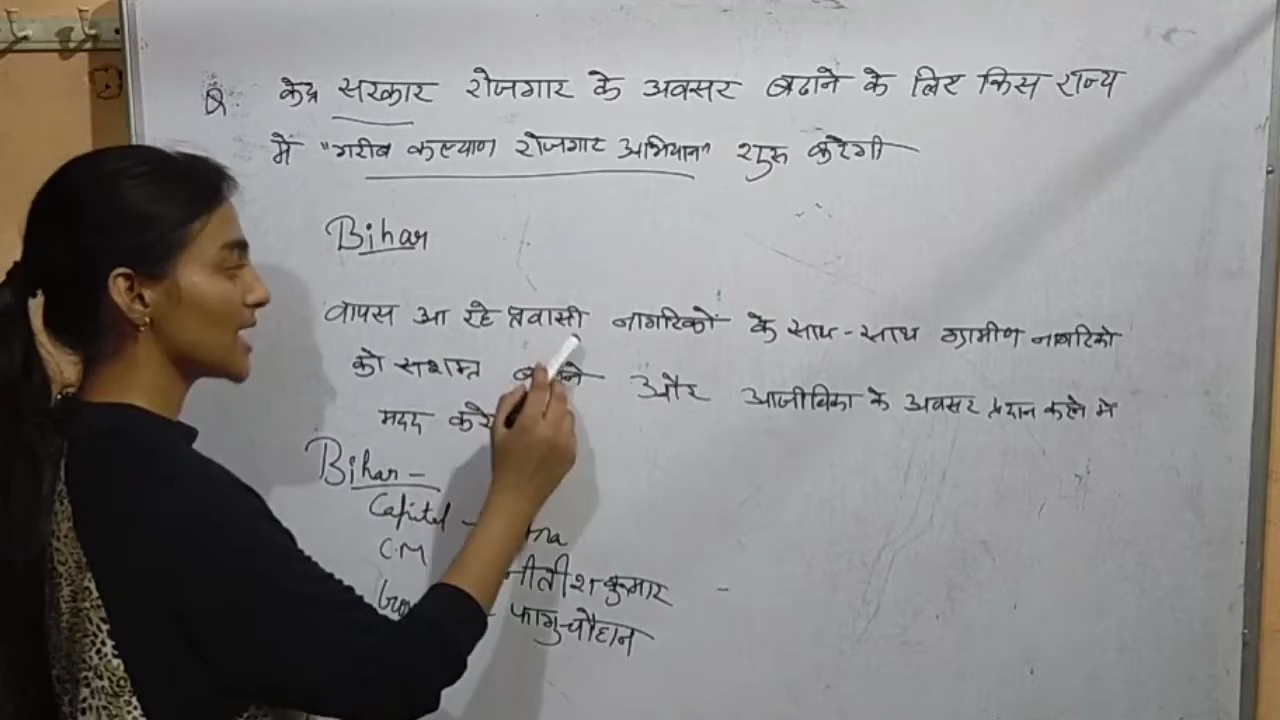 Q. केंद्र सरकार रोजगार के अवसर बढाने के लिए किस राज्य
में "गरीब कल्याण रोजगार अभियान" शुरू करेगी
Bihar
वापस आ रहे प्रवासी नागरिकों के साथ-साथ ग्रामीण नागरिको
को सशक्त और आजीविका के अवसर प्रदान करने में
मदद
Bihar -
Capital -
C.M नीतीश कुमार -
फागु चौहान